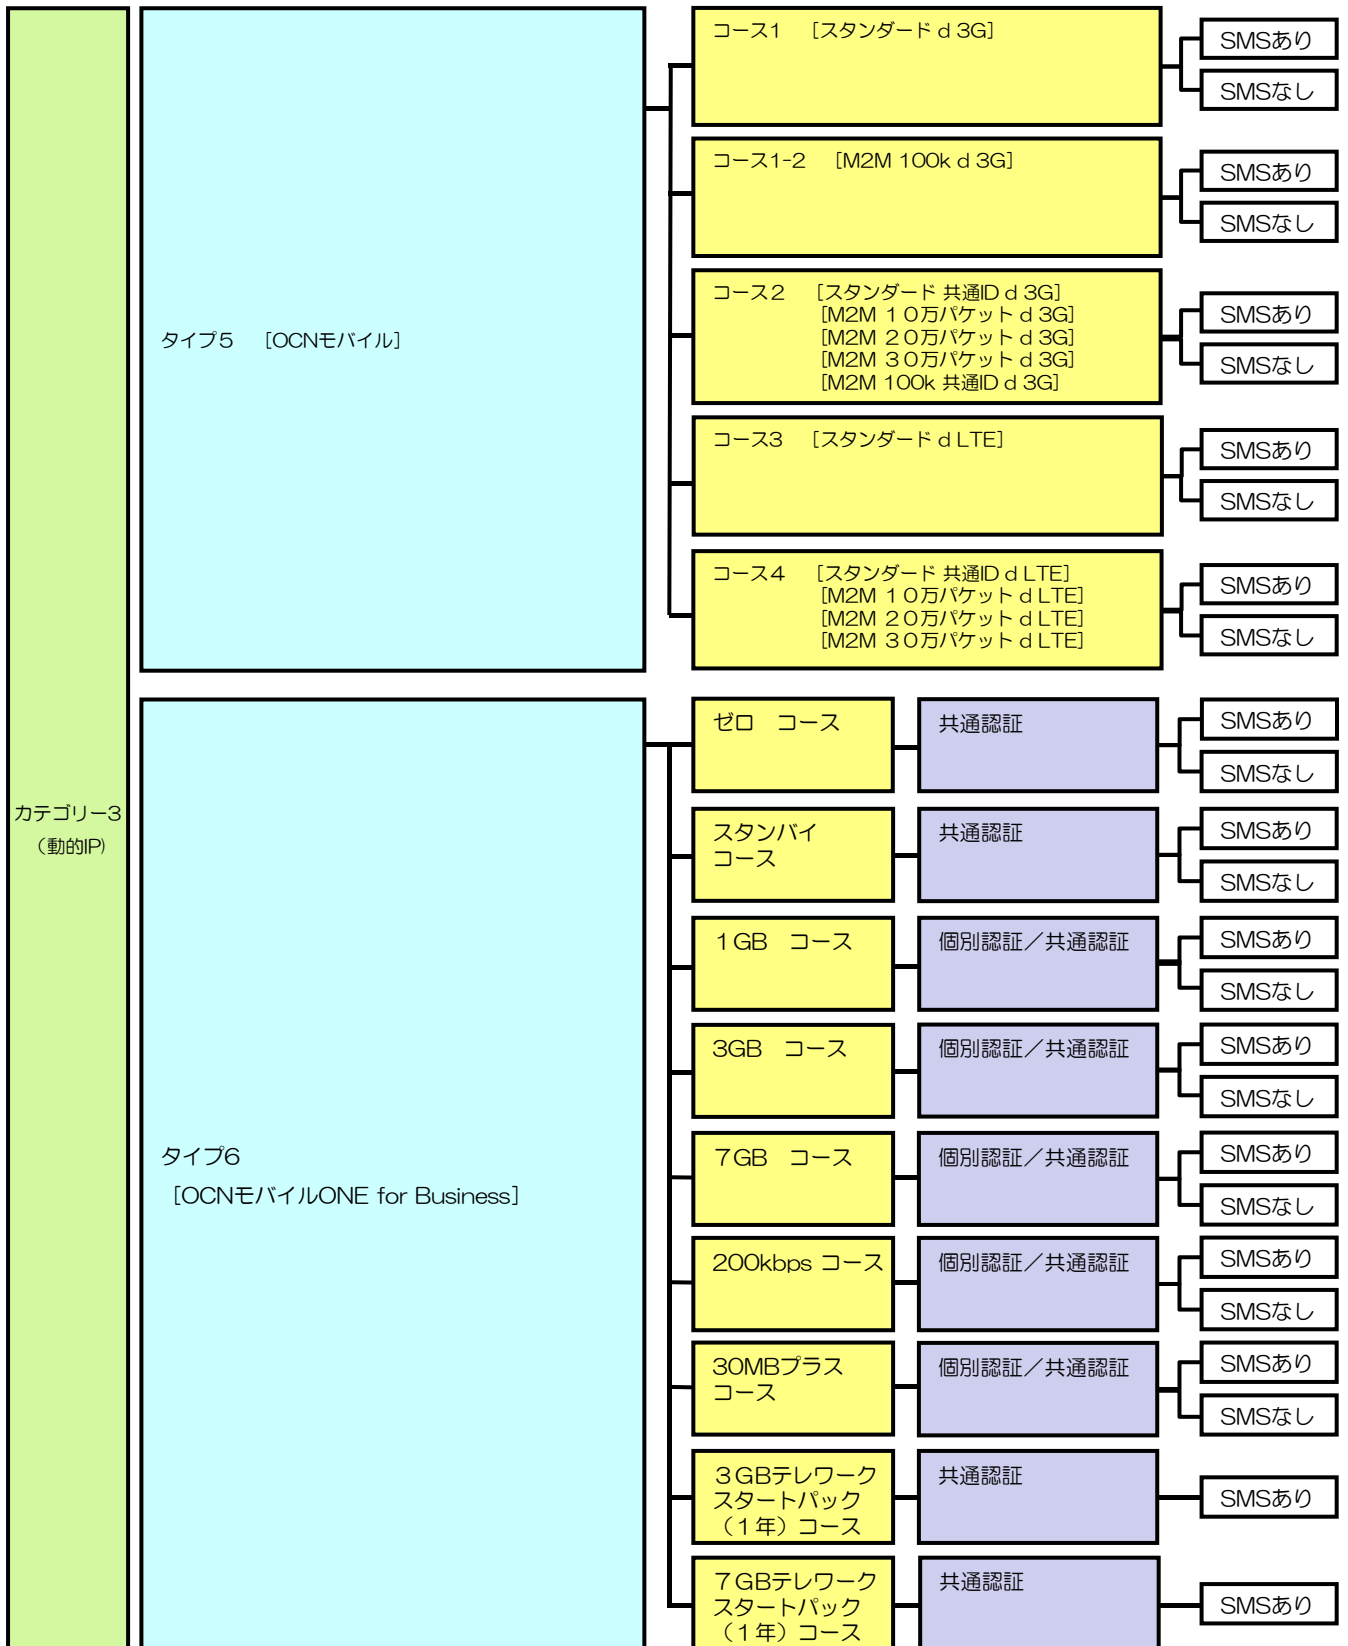 カテゴリー3
（動的IP)
タイプ５　［OCNモバイル］
コース1　［スタンダード d 3G］
SMSあり
SMSなし
コース1-2　［M2M 100k d 3G］
SMSあり
SMSなし
コース２　［スタンダード 共通ID d 3G］
［M2M １０万パケット d 3G］
［M2M ２０万パケット d 3G］
［M2M ３０万パケット d 3G］
［M2M 100k 共通ID d 3G］
SMSあり
SMSなし
コース3　［スタンダード d LTE］
SMSあり
SMSなし
コース４　［スタンダード 共通ID d LTE］
［M2M １０万パケット d LTE］
［M2M ２０万パケット d LTE］
［M2M ３０万パケット d LTE］
SMSあり
SMSなし
タイプ6
［OCNモバイルONE for Business］
ゼロ　コース
共通認証
SMSあり
SMSなし
スタンバイ
コース
共通認証
SMSあり
SMSなし
１GB　コース
個別認証／共通認証
SMSあり
SMSなし
3GB　コース
個別認証／共通認証
SMSあり
SMSなし
７GB　コース
個別認証／共通認証
SMSあり
SMSなし
200kbps コース
個別認証／共通認証
SMSあり
SMSなし
30MBプラス
コース
個別認証／共通認証
SMSあり
SMSなし
３GBテレワーク
スタートパック
（１年）コース
共通認証
SMSあり
７GBテレワーク
スタートパック
（１年）コース
共通認証
SMSあり